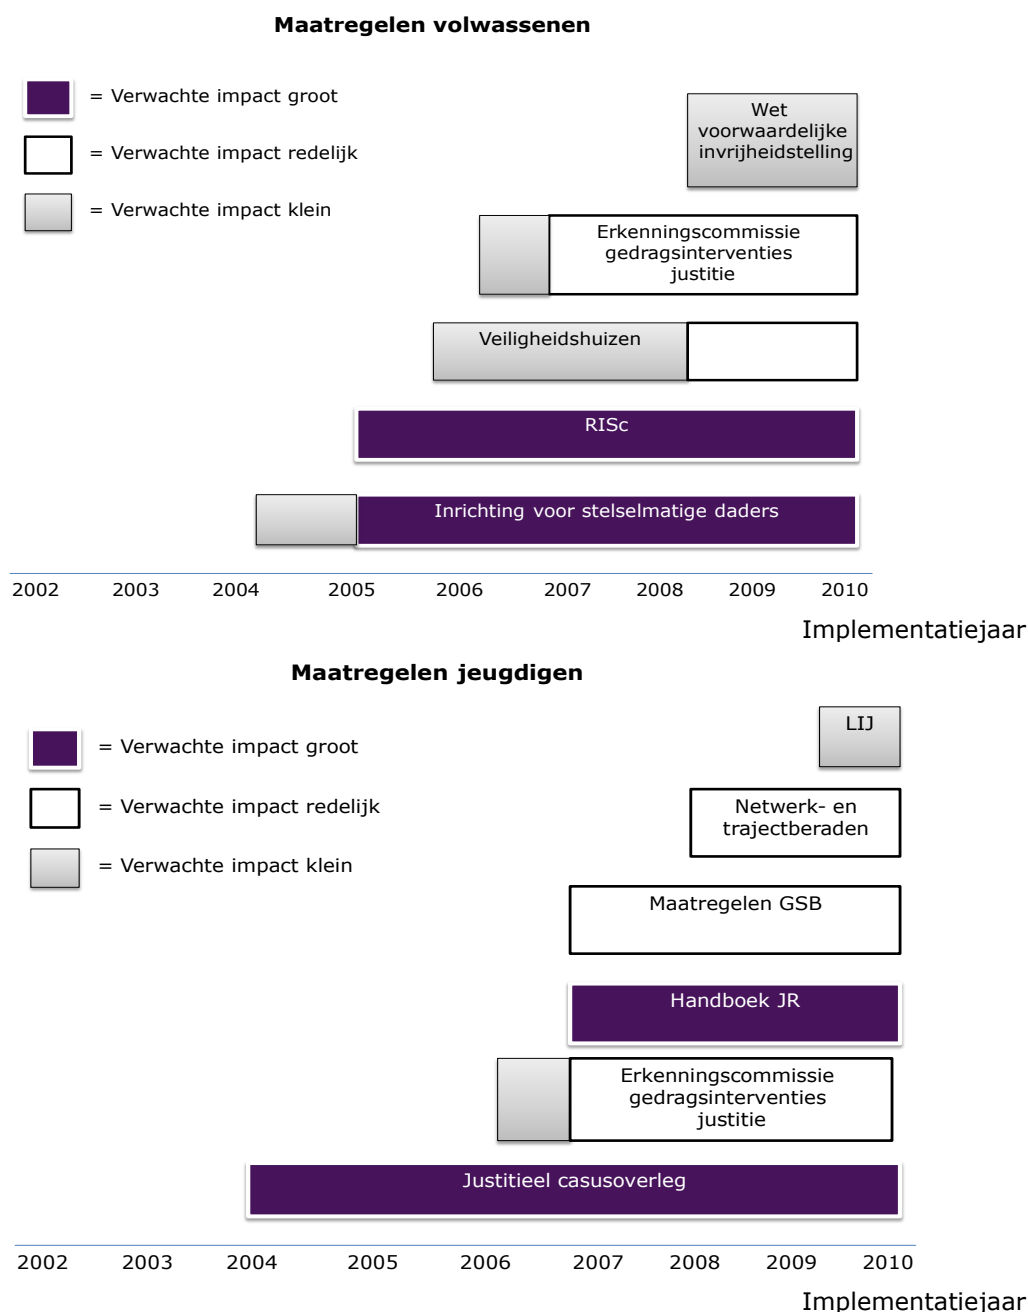 Maatregelen volwassenen
= Verwachte impact groot
= Verwachte impact redelijk
= Verwachte impact klein
Wet
voorwaardelijke
invrijheidstelling
Erkenningscommissie
gedragsinterventies
justitie
Veiligheidshuizen
RISc
Inrichting voor stelselmatige daders
2002 2003 2004 2005 2006 2007 2008 2009 2010
Implementatiejaar
Maatregelen jeugdigen
= Verwachte impact groot
= Verwachte impact redelijk
= Verwachte impact klein
LIJ
Netwerk- en
trajectberaden
Maatregelen GSB
Handboek JR
Erkenningscommissie
gedragsinterventies
justitie
Justitieel casusoverleg
2002 2003 2004 2005 2006 2007 2008 2009 2010
Implementatiejaar